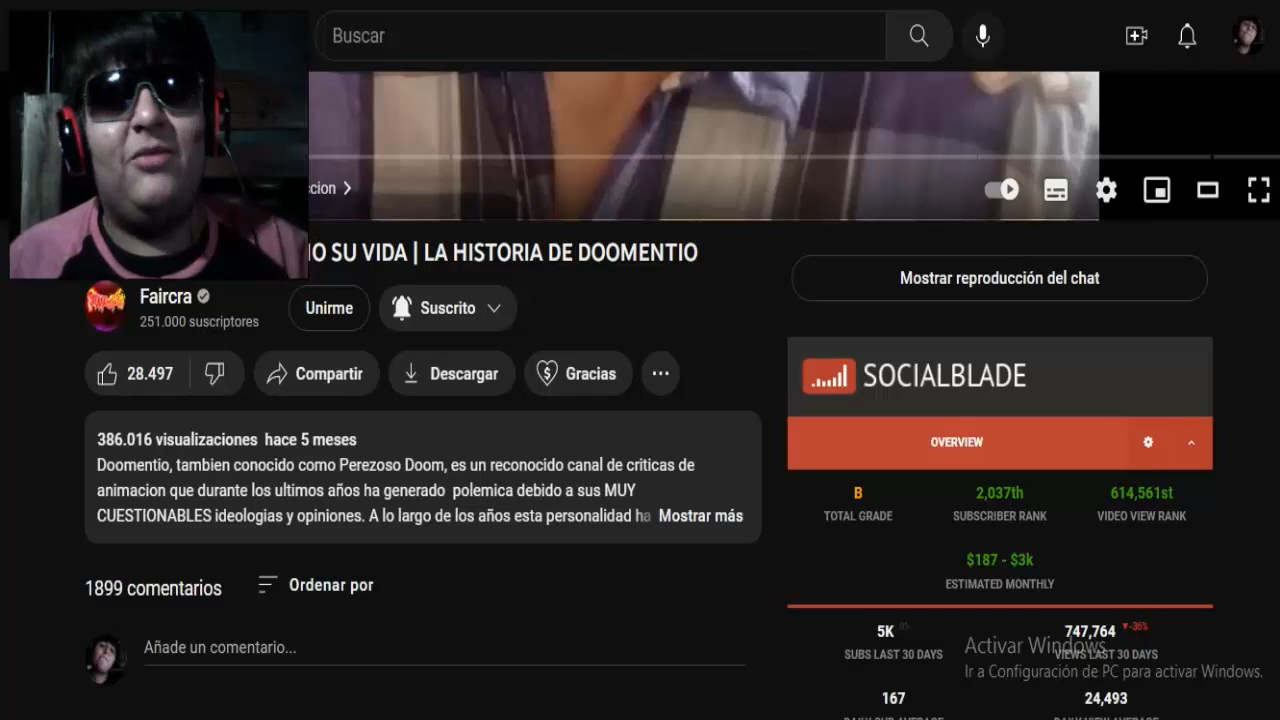 Buscar
ccion
IO SU VIDA | LA HISTORIA DE DOOMENTIO
Faircra
251.000 suscriptores
Unirme
Suscrito
Mostrar reproducción del chat
28.497
Compartir
Descargar
Gracias
386.016 visualizaciones hace 5 meses
Doomentio, tambien conocido como Perezoso Doom, es un reconocido canal de criticas de
animacion que durante los ultimos años ha generado polemica debido a sus MUY
CUESTIONABLES ideologias y opiniones. A lo largo de los años esta personalidad ha Mostrar más
1899 comentarios
Ordenar por
Añade un comentario...
SOCIALBLADE
OVERVIEW
B
TOTAL GRADE
2,037th
SUBSCRIBER RANK
614,561st
VIDEO VIEW RANK
$187 - $3k
ESTIMATED MONTHLY
5K
SUBS LAST 30 DAYS
747,764 -36%
VIEWS LAST 30 DAYS
Activar Windows
Ir a Configuración de PC para activar Windows.
167
24,493